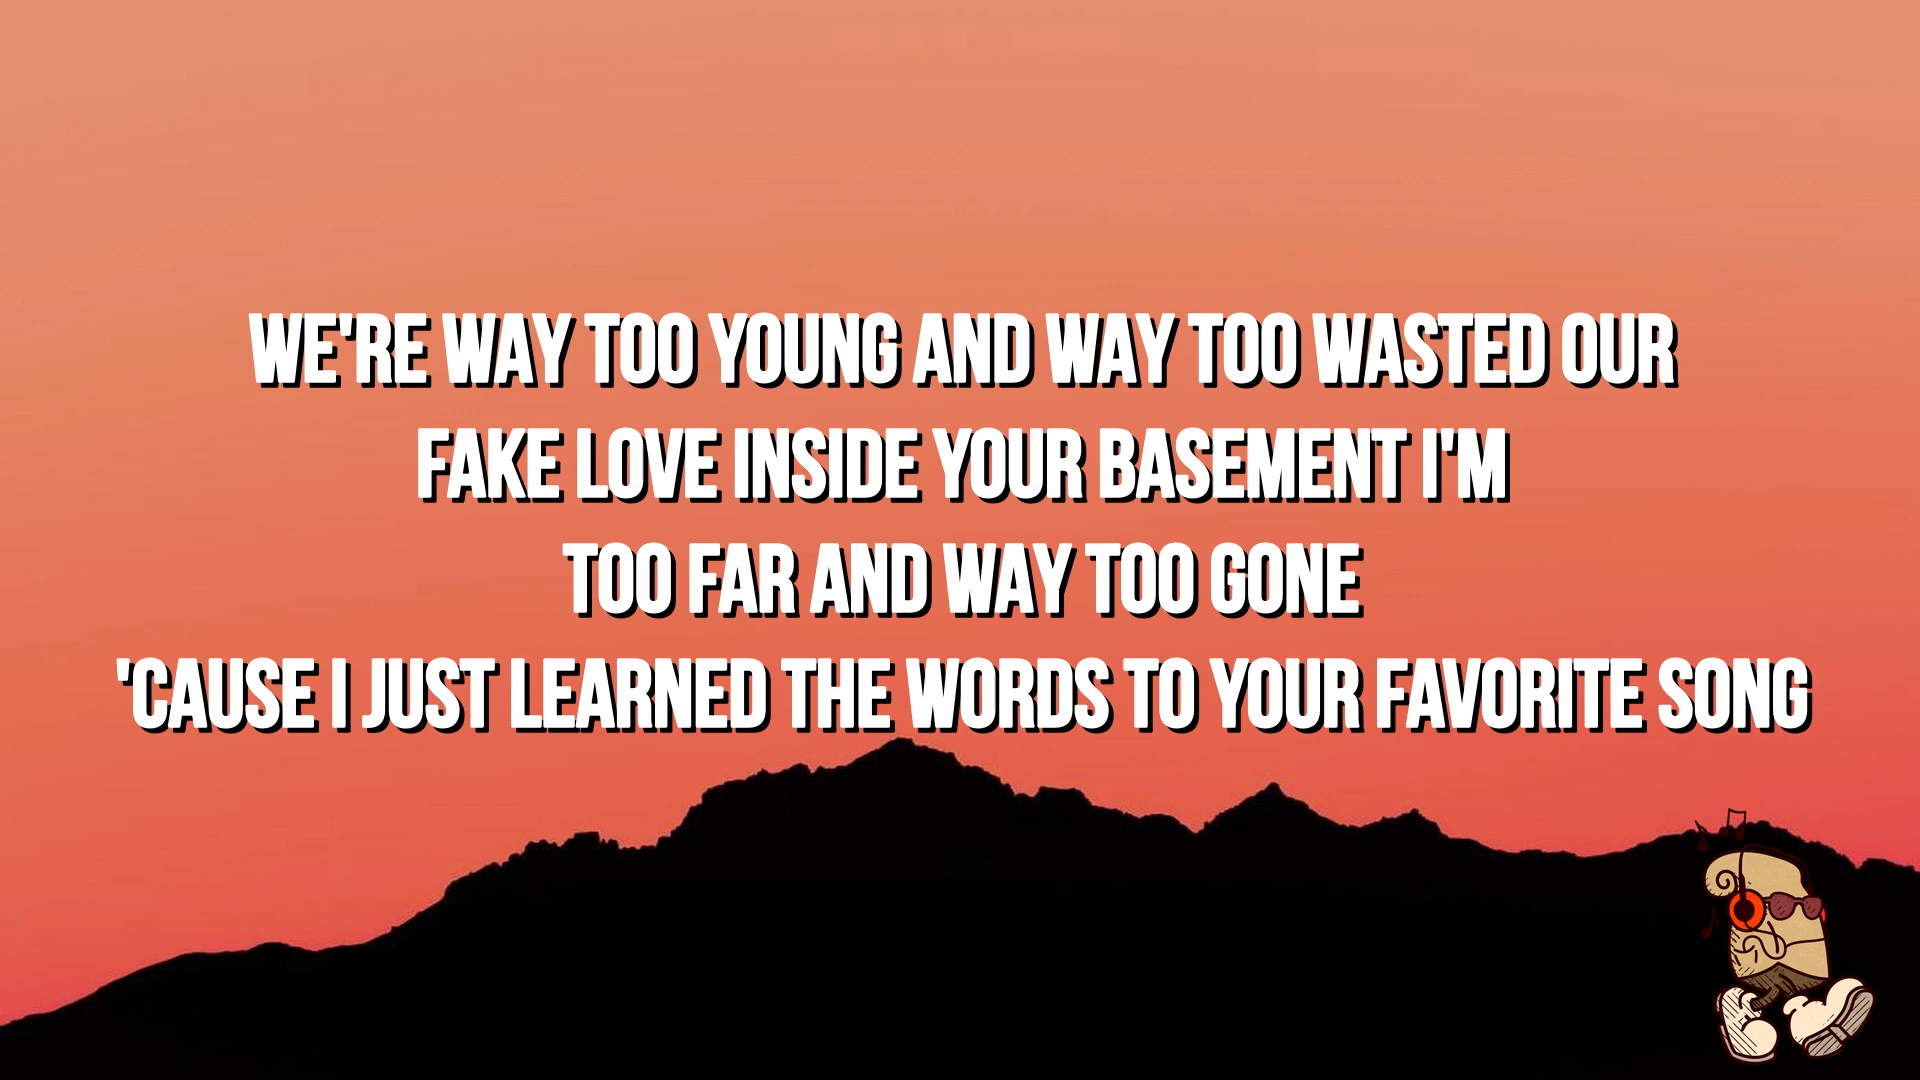 WE'RE WAY TOO YOUNG AND WAY TOO WASTED OUR
FAKE LOVE INSIDE YOUR BASEMENT I'M
TOO FAR AND WAY TOO GONE
'CAUSE I JUST LEARNED THE WORDS TO YOUR FAVORITE SONG